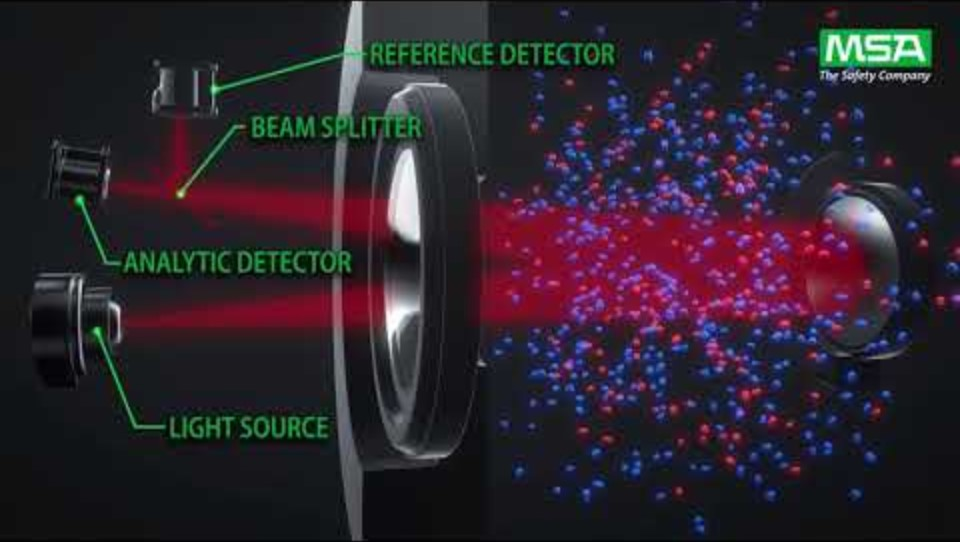 REFERENCE DETECTOR
MSA
The Safety Company
BEAM SPLITTER
ANALYTIC DETECTOR
LIGHT SOURCE